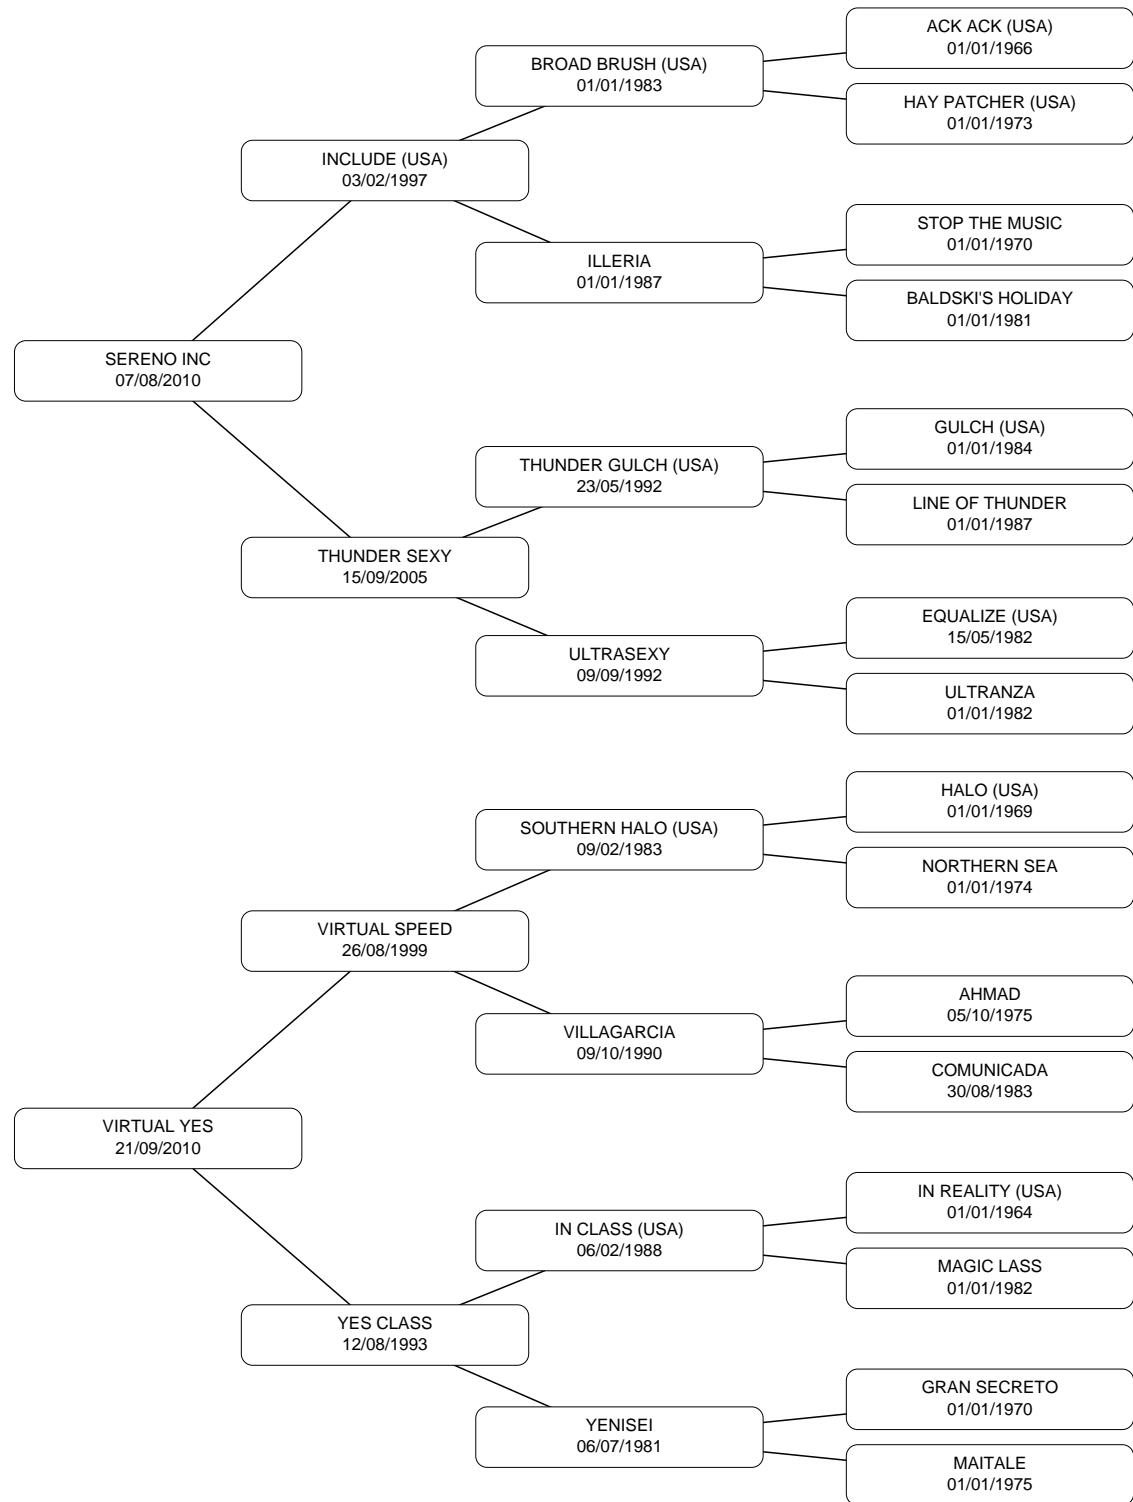 ACK ACK (USA)
01/01/1966
BROAD BRUSH (USA)
01/01/1983
HAY PATCHER (USA)
01/01/1973
INCLUDE (USA)
03/02/1997
STOP THE MUSIC
01/01/1970
ILLERIA
01/01/1987
BALDSKI'S HOLIDAY
01/01/1981
SERENO INC
07/08/2010
GULCH (USA)
01/01/1984
THUNDER GULCH (USA)
23/05/1992
LINE OF THUNDER
01/01/1987
THUNDER SEXY
15/09/2005
EQUALIZE (USA)
15/05/1982
ULTRASEXY
09/09/1992
ULTRANZA
01/01/1982
HALO (USA)
01/01/1969
SOUTHERN HALO (USA)
09/02/1983
NORTHERN SEA
01/01/1974
VIRTUAL SPEED
26/08/1999
AHMAD
05/10/1975
VILLAGARCIA
09/10/1990
COMUNICADA
30/08/1983
VIRTUAL YES
21/09/2010
IN REALITY (USA)
01/01/1964
IN CLASS (USA)
06/02/1988
MAGIC LASS
01/01/1982
YES CLASS
12/08/1993
GRAN SECRETO
01/01/1970
YENISEI
06/07/1981
MAITALE
01/01/1975